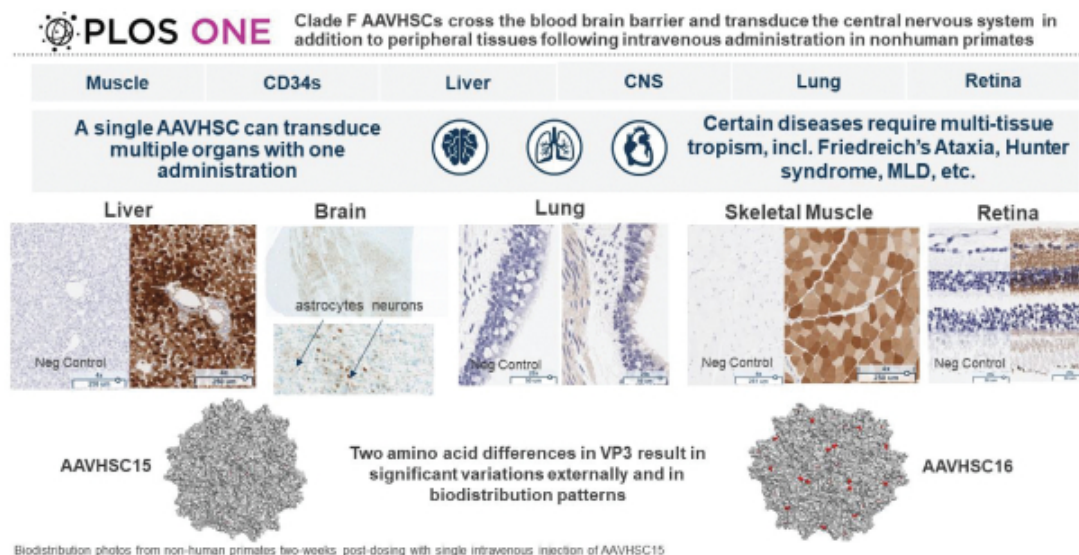 PLOS ONE
Clade F AAVHSCs cross the blood brain barrier and transduce the central nervous system in
addition to peripheral tissues following intravenous administration in nonhuman primates
Muscle
CD34s
Liver
CNS
Lung
Retina
A single AAVHSC can transduce
multiple organs with one
administration
Certain diseases require multi-tissue
tropism, incl. Friedreich's Ataxia, Hunter
syndrome, MLD, etc.
Liver
Brain
Lung
Skeletal Muscle
Retina
astrocytes neurons
Neg Control
Neg Control
Neg Control
Neg Control
AAVHSC15
Two amino acid differences in VP3 result in
significant variations externally and in
biodistribution patterns
AAVHSC16
Biodistribution photos from non-human primates two-weeks post-dosing with single intravenous injection of AAVHSC15